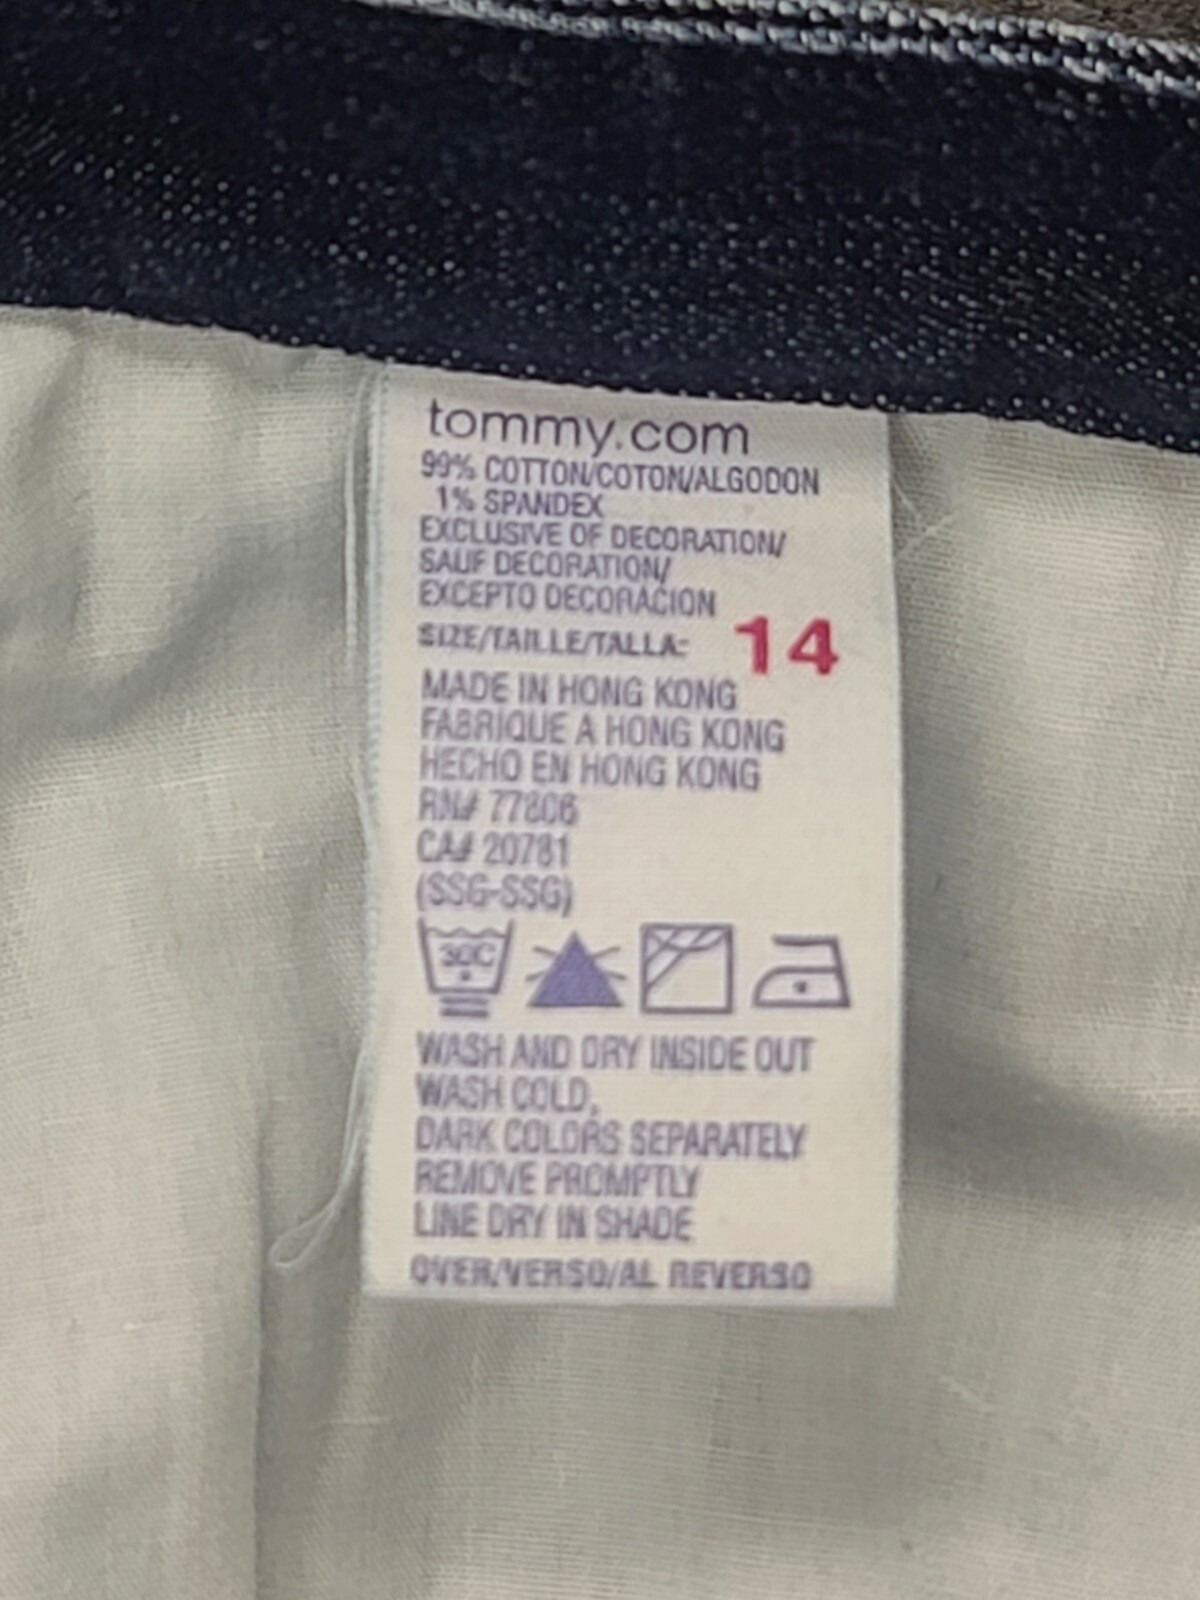 tommy.com
99% COTTON/COTON/ALGODON
1% SPANDEX
EXCLUSIVE OF DECORATION/
SAUF DECORATION/
EXCEPTO DECORACION
SIZE/TAILLE/TALLA: 14
MADE IN HONG KONG
FABRIQUE A HONG KONG
HECHO EN HONG KONG
RN# 77806
CA# 20781
(SSG-SSG)
30C
WASH AND DRY INSIDE OUT
WASH COLD,
DARK COLORS SEPARATELY
REMOVE PROMPTLY
LINE DRY IN SHADE
OVER/VERSO/AL REVERSO